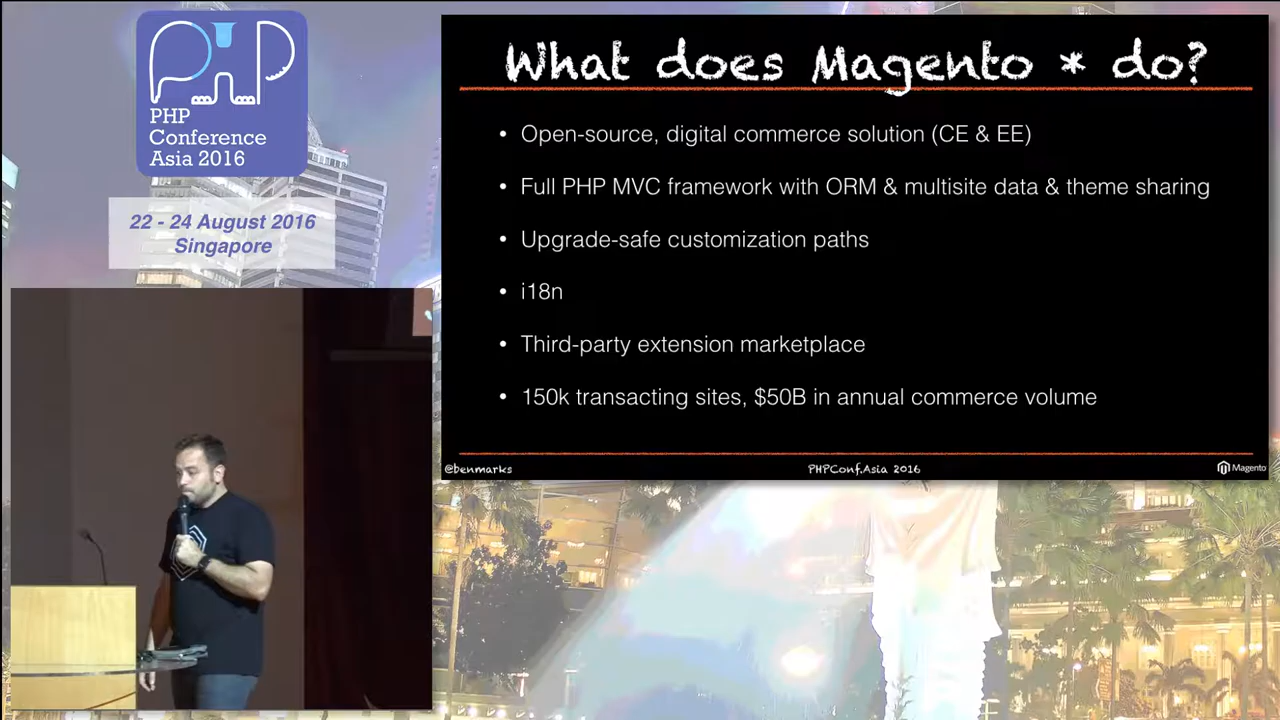 PHP
Conference
Asia 2016
22 - 24 August 2016
Singapore
What does Magento * do?
• Open-source, digital commerce solution (CE & EE)
• Full PHP MVC framework with ORM & multisite data & theme sharing
• Upgrade-safe customization paths
• i18n
• Third-party extension marketplace
• 150k transacting sites, $50B in annual commerce volume
@benmarks
PHPConf.Asia 2016
Magento